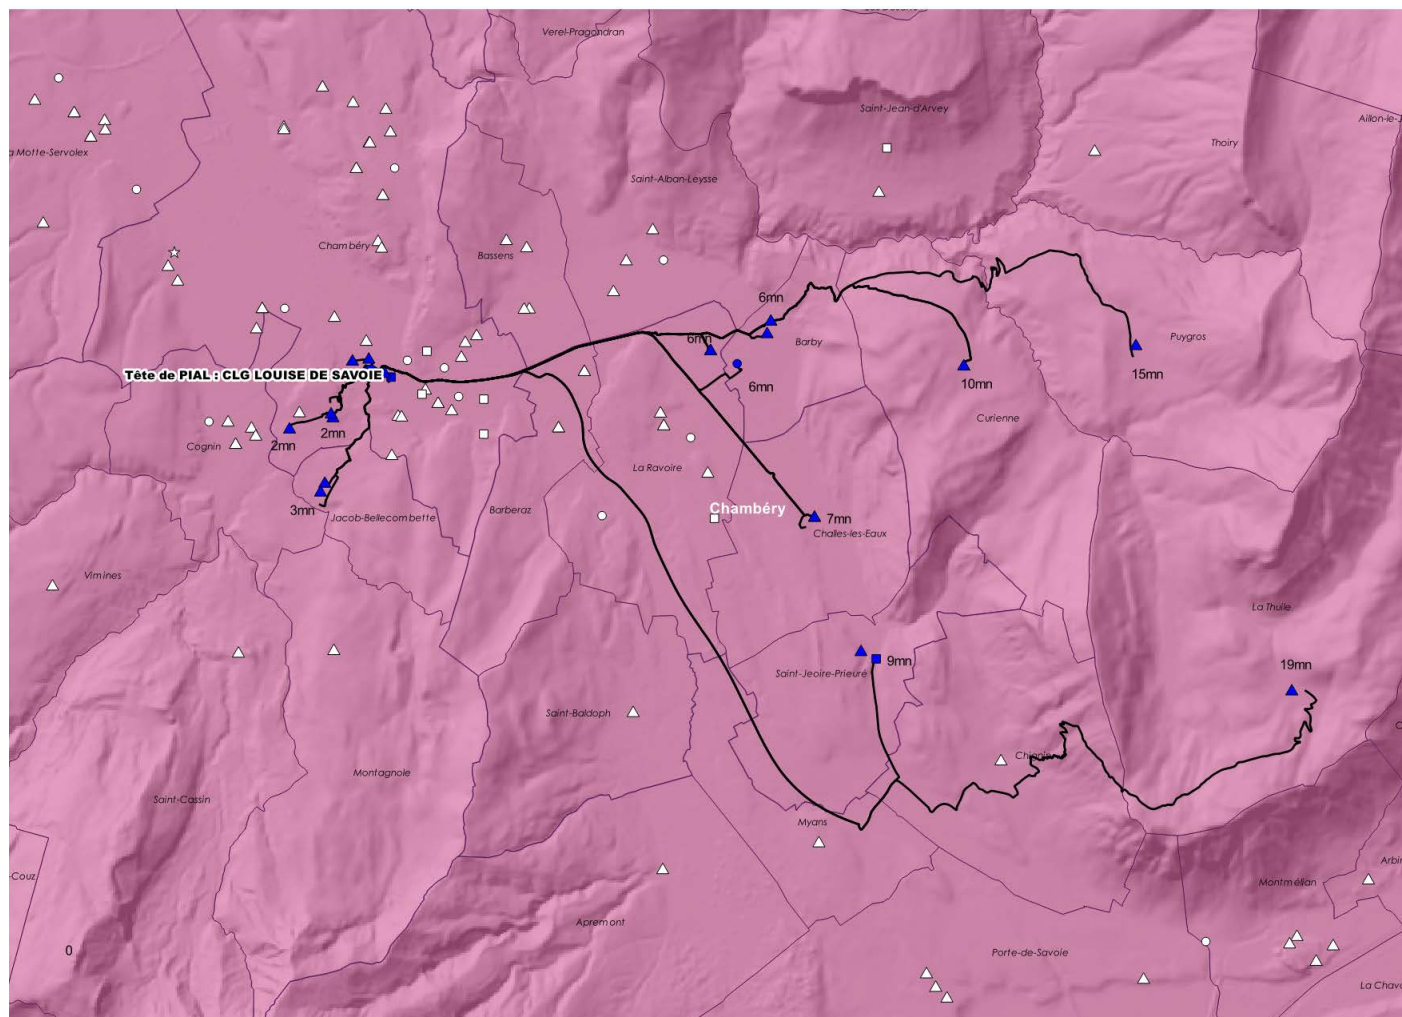 Verel-Pragondran
Saint-Jean-d'Arvey
Aillon-le-J
Thoiry
a Motte-Servolex
Saint-Alban-Leysse
Chambéry
Bassens
6mn
6mn
Barby
Puygros
Tête de PIAL : CLG LOUISE DE SAVOIE
15mn
10mn
6mn
Curienne
2mn
2mn
Cognin
La Ravoire
3mn
Jacob-Bellecombette
Barberaz
Chambéry
7mn
Challes-les-Eaux
Vimines
La Thuile
9mn
19mn
Saint-Jeoire-Prieuré
Saint-Baldoph
Chignin
Montagnole
Saint-Cassin
Myans
Arbin
-Couz
Montmélian
Apremont
0
Porte-de-Savoie
La Chava